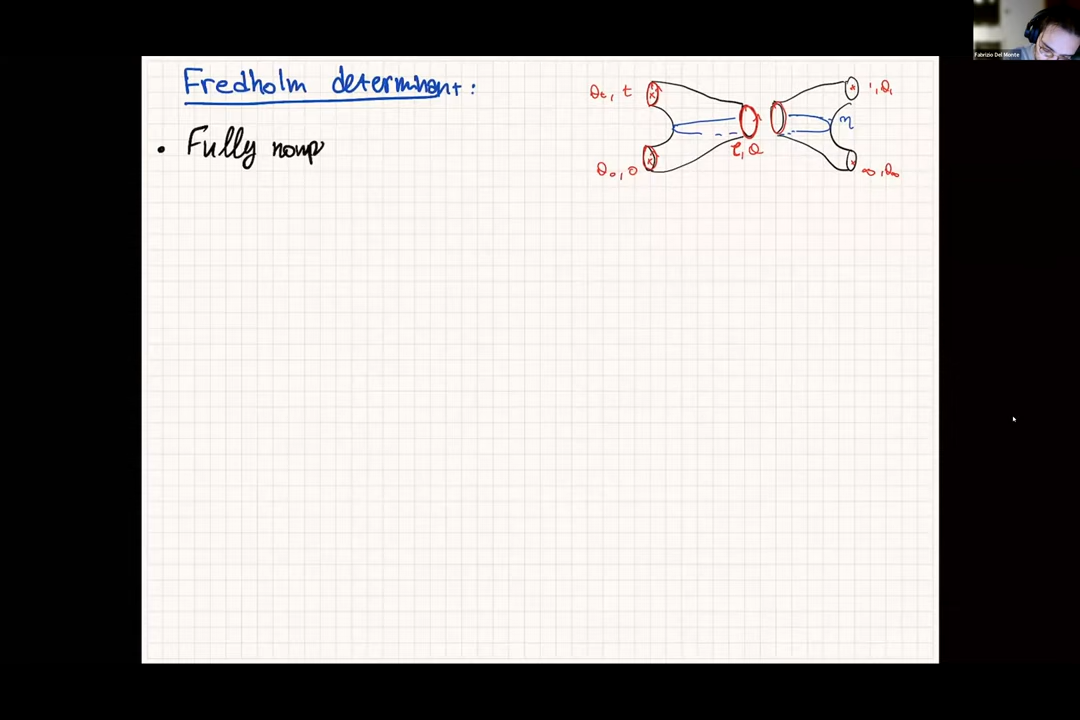 Fredholm determinant:
• Fully nonp
θt, t
θ0, 0
1, θ1
η
∞, θ∞
Fabrizio Del Monte